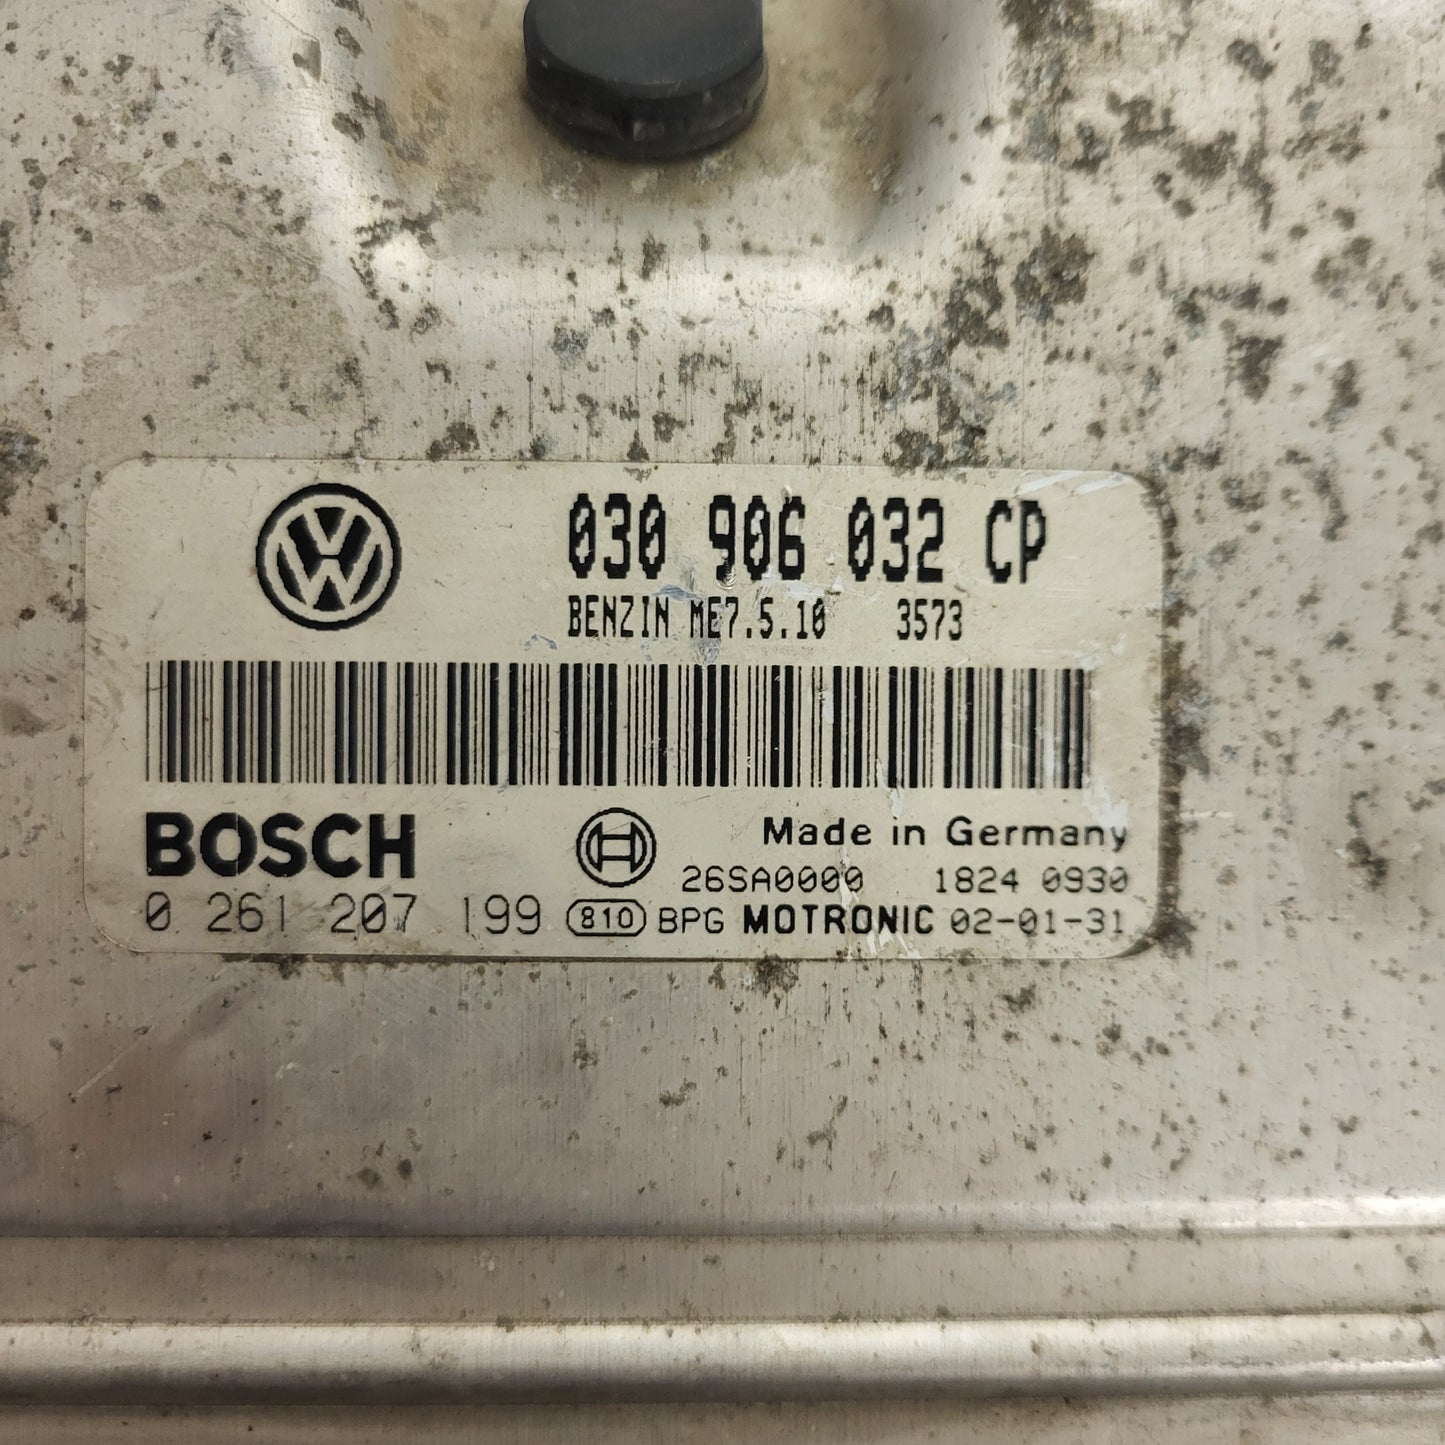 030 906 032 CP
BENZIN ME7.5.10 3573
BOSCH
Made in Germany
26SA0000 1824 0930
0 261 207 199 810 BPG MOTRONIC 02-01-31